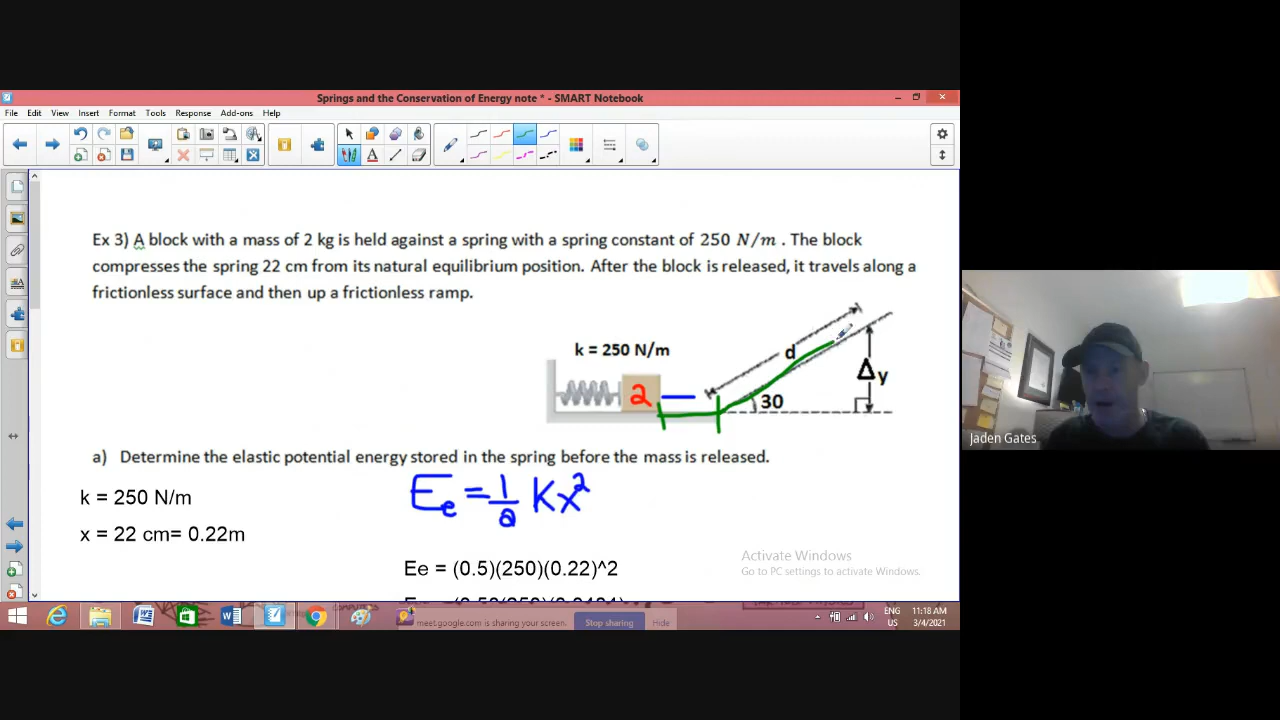 Springs and the Conservation of Energy note * - SMART Notebook
File Edit View Insert Format Tools Response Add-ons Help
Ex 3) A block with a mass of 2 kg is held against a spring with a spring constant of 250 N/m . The block
compresses the spring 22 cm from its natural equilibrium position. After the block is released, it travels along a
frictionless surface and then up a frictionless ramp.
k = 250 N/m
d
2
30
Δy
Jaden Gates
a) Determine the elastic potential energy stored in the spring before the mass is released.
k = 250 N/m
Ee = 1/2 Kx²
x = 22 cm= 0.22m
Activate Windows
Go to PC settings to activate Windows.
Ee = (0.5)(250)(0.22)^2
meet.google.com is sharing your screen. Stop sharing Hide
ENG 11:18 AM
US 3/4/2021